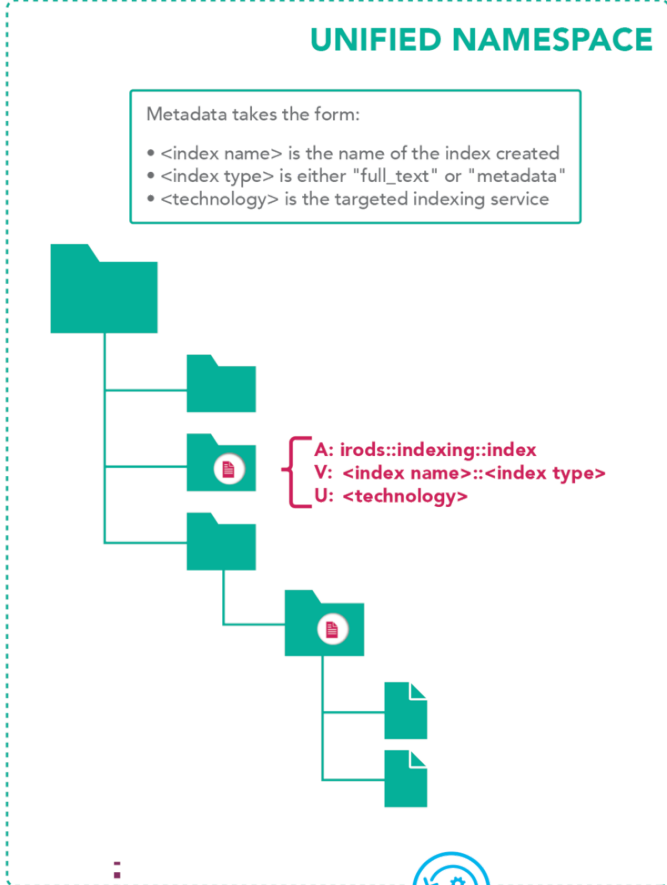 UNIFIED NAMESPACE
Metadata takes the form:
• <index name> is the name of the index created
• <index type> is either "full_text" or "metadata"
• <technology> is the targeted indexing service
A: irods::indexing::index
V: <index name>::<index type>
U: <technology>